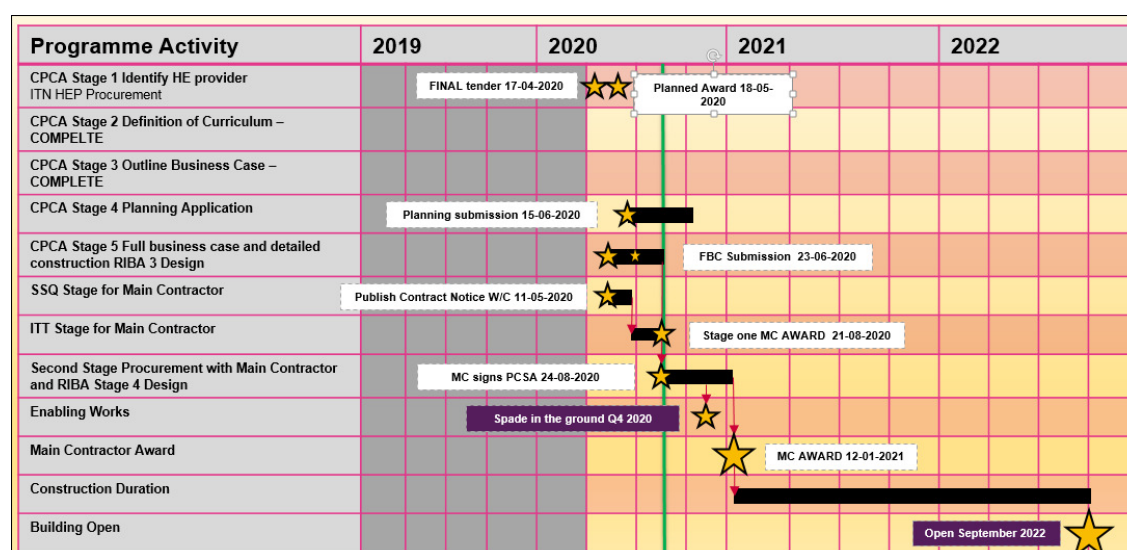 Programme Activity 2019 2020 2021 2022
CPCA Stage 1 Identify HE provider
ITN HEP Procurement
FINAL tender 17-04-2020
Planned Award 18-05-
2020
CPCA Stage 2 Definition of Curriculum –
COMPELTE
CPCA Stage 3 Outline Business Case –
COMPLETE
CPCA Stage 4 Planning Application
Planning submission 15-06-2020
CPCA Stage 5 Full business case and detailed
construction RIBA 3 Design
FBC Submission 23-06-2020
SSQ Stage for Main Contractor
Publish Contract Notice W/C 11-05-2020
ITT Stage for Main Contractor
Stage one MC AWARD 21-08-2020
Second Stage Procurement with Main Contractor
and RIBA Stage 4 Design
MC signs PCSA 24-08-2020
Enabling Works
Spade in the ground Q4 2020
Main Contractor Award
MC AWARD 12-01-2021
Construction Duration
Building Open
Open September 2022